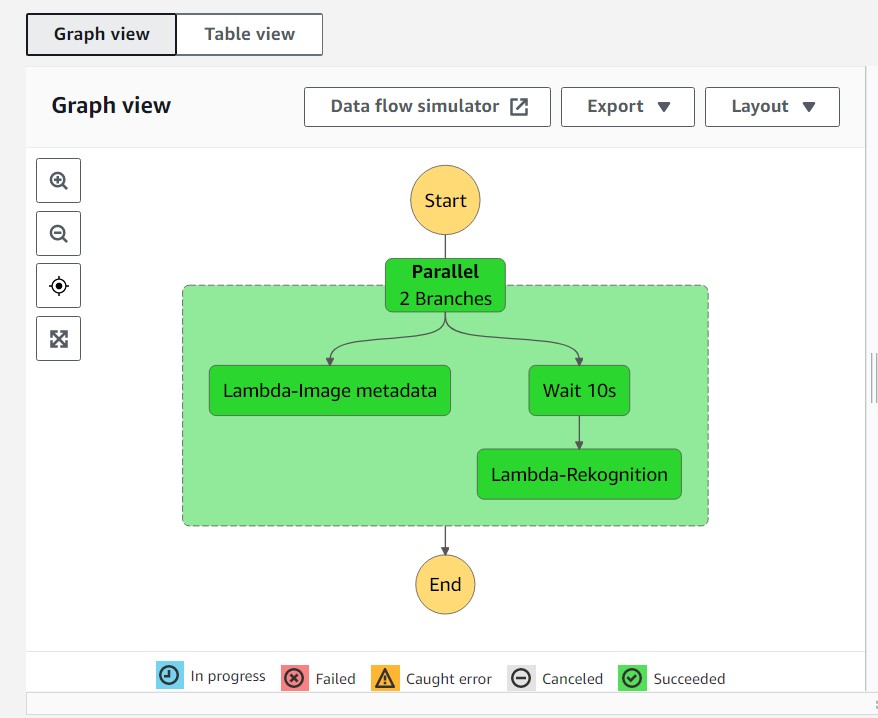 Graph view
Table view
Graph view
Data flow simulator
Export
Layout
Start
Parallel
2 Branches
Lambda-Image metadata
Wait 10s
Lambda-Rekognition
End
In progress
Failed
Caught error
Canceled
Succeeded